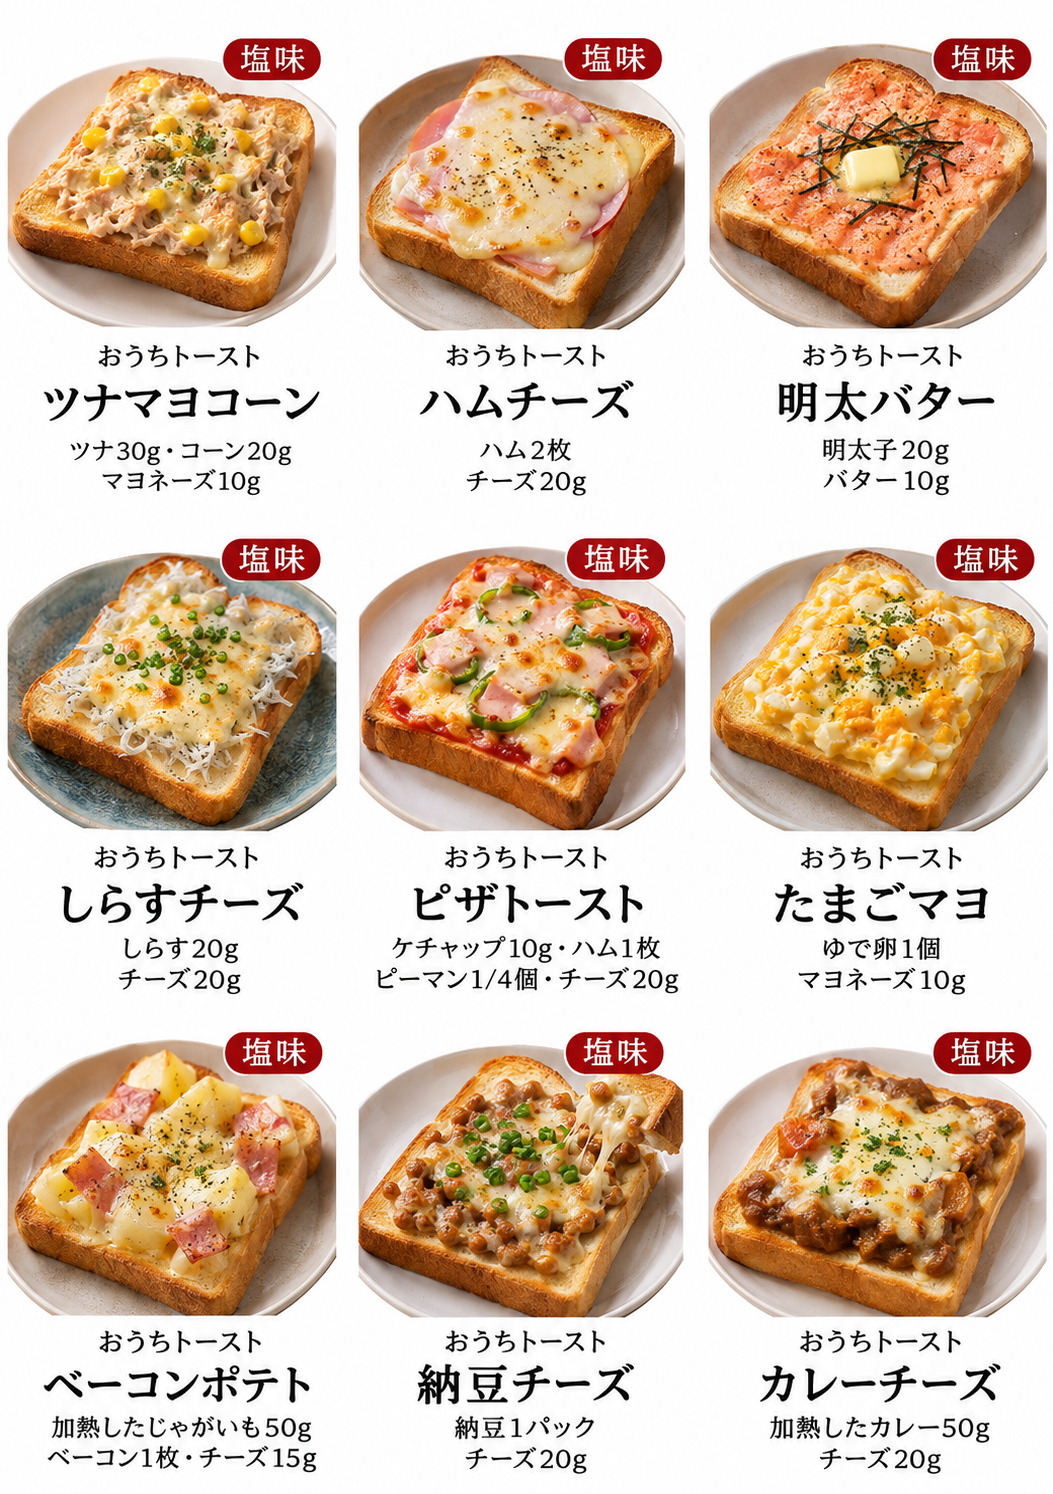 塩味
おうちトースト
ツナマヨコーン
ツナ30g・コーン20g
マヨネーズ10g
塩味
おうちトースト
ハムチーズ
ハム2枚
チーズ20g
塩味
おうちトースト
明太バター
明太子20g
バター10g
塩味
おうちトースト
しらすチーズ
しらす20g
チーズ20g
塩味
おうちトースト
ピザトースト
ケチャップ10g・ハム1枚
ピーマン1/4個・チーズ20g
塩味
おうちトースト
たまごマヨ
ゆで卵1個
マヨネーズ10g
塩味
おうちトースト
ベーコンポテト
加熱したじゃがいも50g
ベーコン1枚・チーズ15g
塩味
おうちトースト
納豆チーズ
納豆1パック
チーズ20g
塩味
おうちトースト
カレーチーズ
加熱したカレー50g
チーズ20g